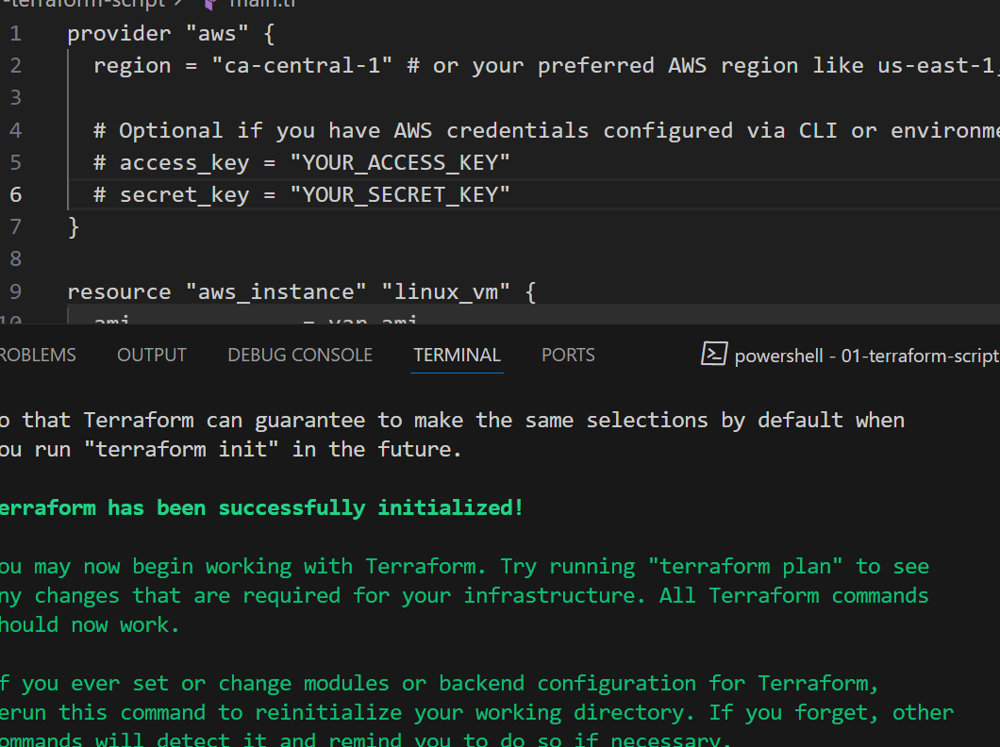 -terraform-script > main.tf
1 provider "aws" {
2 region = "ca-central-1" # or your preferred AWS region like us-east-1,
3
4 # Optional if you have AWS credentials configured via CLI or environme
5 # access_key = "YOUR_ACCESS_KEY"
6 # secret_key = "YOUR_SECRET_KEY"
7 }
8
9 resource "aws_instance" "linux_vm" {
10 ami = var.ami
ROBLEMS OUTPUT DEBUG CONSOLE TERMINAL PORTS powershell - 01-terraform-script
o that Terraform can guarantee to make the same selections by default when
ou run "terraform init" in the future.
erraform has been successfully initialized!
ou may now begin working with Terraform. Try running "terraform plan" to see
ny changes that are required for your infrastructure. All Terraform commands
hould now work.
f you ever set or change modules or backend configuration for Terraform,
erun this command to reinitialize your working directory. If you forget, other
ommands will detect it and remind you to do so if necessary.